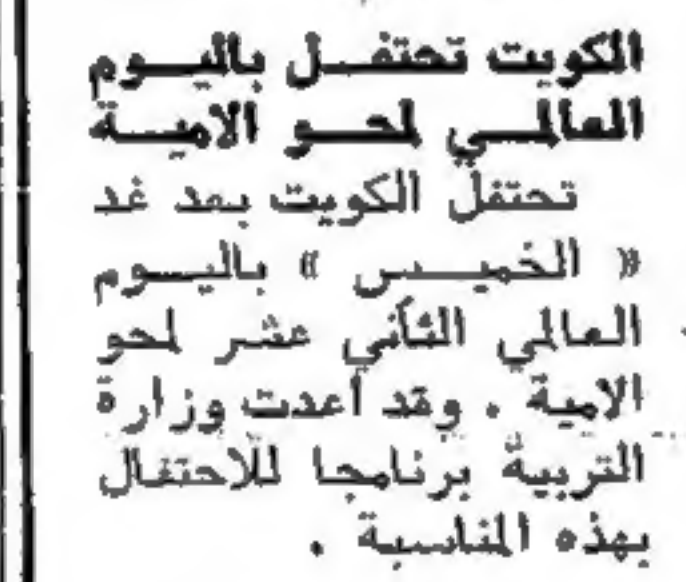 الكويت تحتفل باليوم
العالمي لمحو الامية
تحتفل الكويت بعد غد
« الخميس » باليوم
العالمي الثاني عشر لمحو
الامية . وقد أعدت وزارة
التربية برنامجا للاحتفال
بهذه المناسبة .